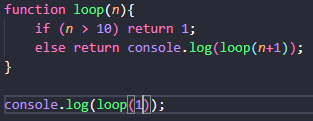 function loop(n){
    if (n > 10) return 1;
    else return console.log(loop(n+1));
}
console.log(loop(1));